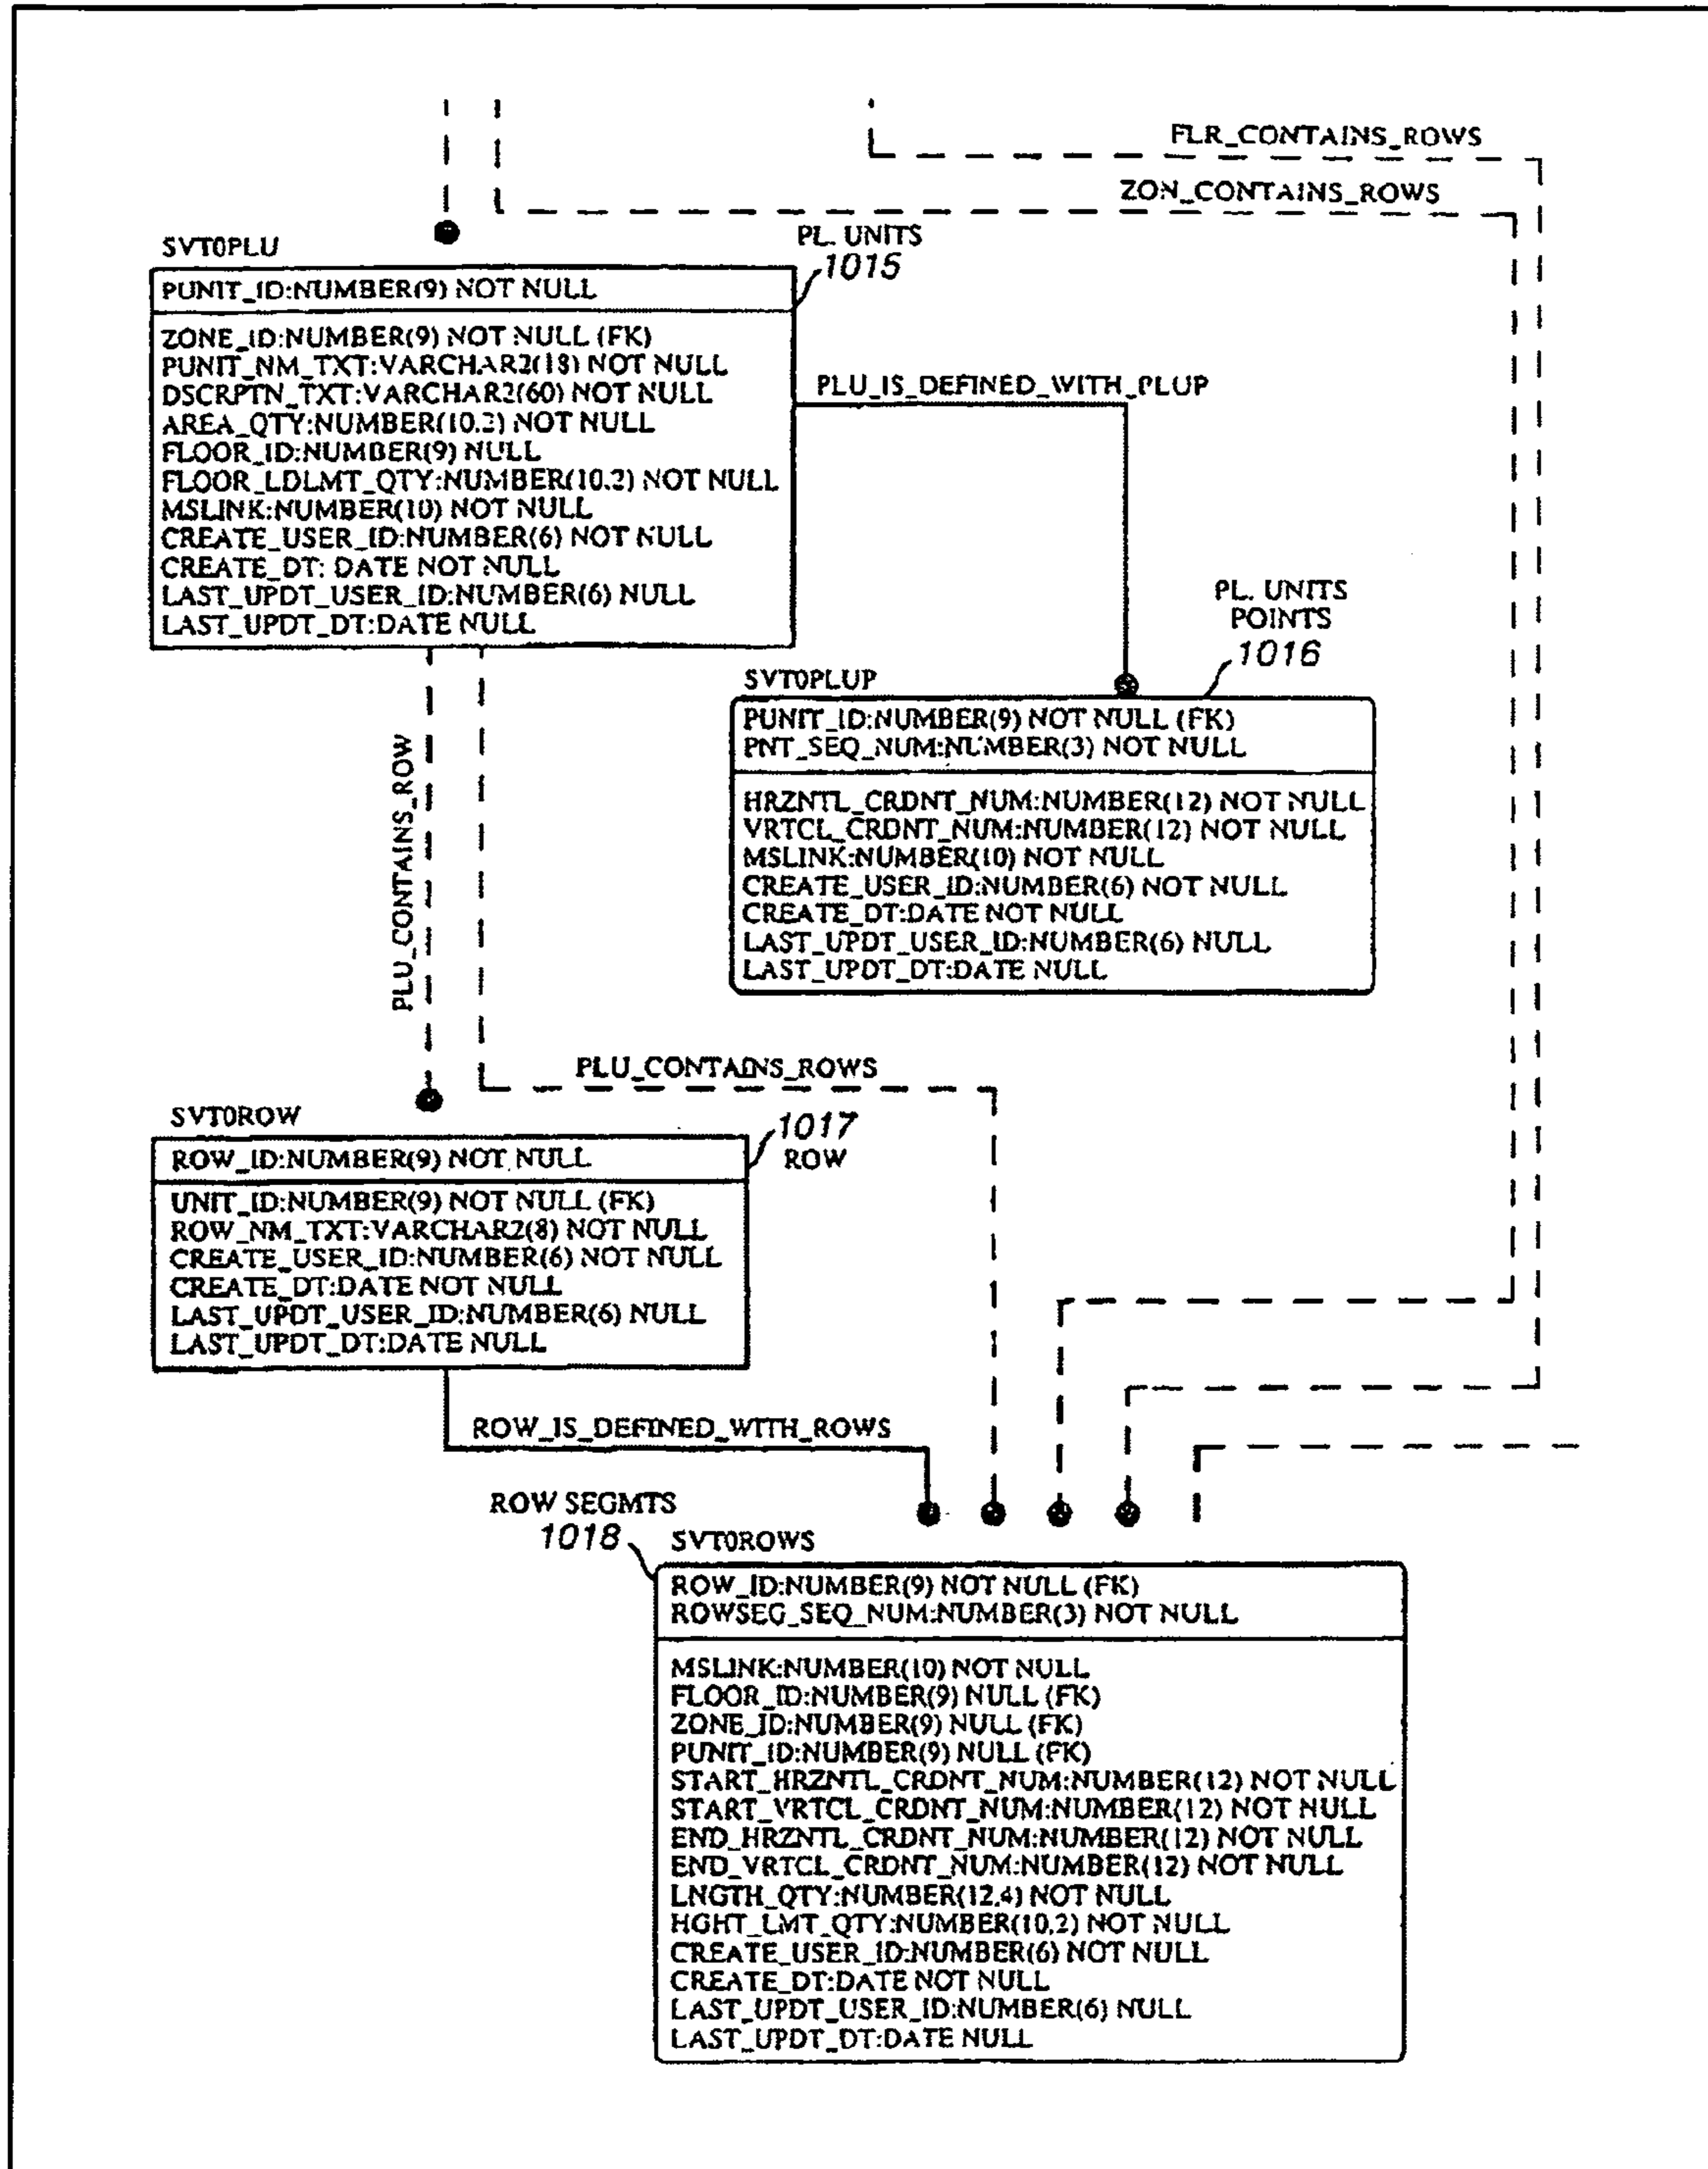 FLR_CONTAINS_ROWS
ZON_CONTAINS_ROWS
SVT0PLU
PL. UNITS
1015
PUNIT_ID:NUMBER(9) NOT NULL
ZONE_ID:NUMBER(9) NOT NULL (FK)
PUNIT_NM_TXT:VARCHAR2(18) NOT NULL
DSCRPTN_TXT:VARCHAR2(60) NOT NULL
AREA_QTY:NUMBER(10,2) NOT NULL
FLOOR_ID:NUMBER(9) NULL
FLOOR_LDLMT_QTY:NUMBER(10,2) NOT NULL
MSLINK:NUMBER(10) NOT NULL
CREATE_USER_ID:NUMBER(6) NOT NULL
CREATE_DT: DATE NOT NULL
LAST_UPDT_USER_ID:NUMBER(6) NULL
LAST_UPDT_DT:DATE NULL
PLU_IS_DEFINED_WITH_PLUP
PL. UNITS
POINTS
1016
SVT0PLUP
PUNIT_ID:NUMBER(9) NOT NULL (FK)
PNT_SEQ_NUM:NUMBER(3) NOT NULL
HRZNTL_CRDNT_NUM:NUMBER(12) NOT NULL
VRTCL_CRDNT_NUM:NUMBER(12) NOT NULL
MSLINK:NUMBER(10) NOT NULL
CREATE_USER_ID:NUMBER(6) NOT NULL
CREATE_DT:DATE NOT NULL
LAST_UPDT_USER_ID:NUMBER(6) NULL
LAST_UPDT_DT:DATE NULL
PLU_CONTAINS_ROW
PLU_CONTAINS_ROWS
SVT0ROW
1017
ROW
ROW_ID:NUMBER(9) NOT NULL
UNIT_ID:NUMBER(9) NOT NULL (FK)
ROW_NM_TXT:VARCHAR2(8) NOT NULL
CREATE_USER_ID:NUMBER(6) NOT NULL
CREATE_DT:DATE NOT NULL
LAST_UPDT_USER_ID:NUMBER(6) NULL
LAST_UPDT_DT:DATE NULL
ROW_IS_DEFINED_WITH_ROWS
ROW SEGMTS
1018
SVT0ROWS
ROW_ID:NUMBER(9) NOT NULL (FK)
ROWSEG_SEQ_NUM:NUMBER(3) NOT NULL
MSLINK:NUMBER(10) NOT NULL
FLOOR_ID:NUMBER(9) NULL (FK)
ZONE_ID:NUMBER(9) NULL (FK)
PUNIT_ID:NUMBER(9) NULL (FK)
START_HRZNTL_CRDNT_NUM:NUMBER(12) NOT NULL
START_VRTCL_CRDNT_NUM:NUMBER(12) NOT NULL
END_HRZNTL_CRDNT_NUM:NUMBER(12) NOT NULL
END_VRTCL_CRDNT_NUM:NUMBER(12) NOT NULL
LNGTH_QTY:NUMBER(12,4) NOT NULL
HGHT_LMT_QTY:NUMBER(10,2) NOT NULL
CREATE_USER_ID:NUMBER(6) NOT NULL
CREATE_DT:DATE NOT NULL
LAST_UPDT_USER_ID:NUMBER(6) NULL
LAST_UPDT_DT:DATE NULL